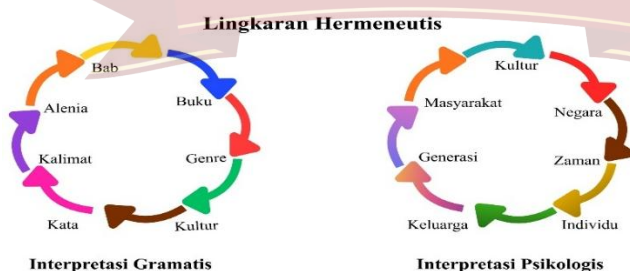 Lingkaran Hermeneutis
Bab
Buku
Genre
Kultur
Kata
Kalimat
Alenia
Interpretasi Gramatis
Kultur
Negara
Zaman
Individu
Keluarga
Generasi
Masyarakat
Interpretasi Psikologis